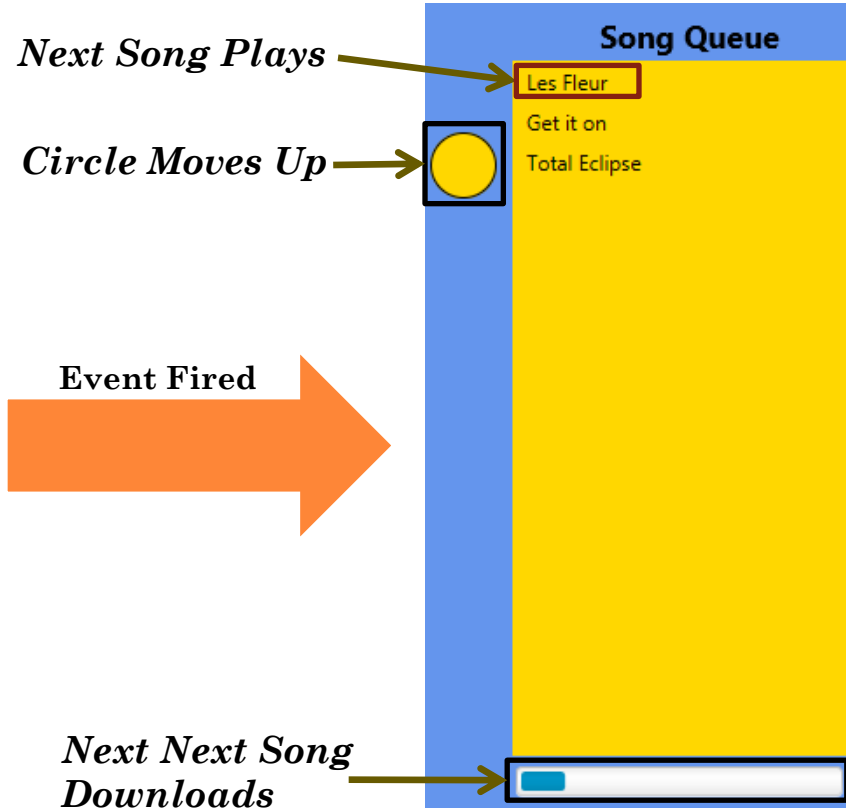 Song Queue
Next Song Plays
Les Fleur
Get it on
Circle Moves Up
Total Eclipse
Event Fired
Next Next Song
Downloads